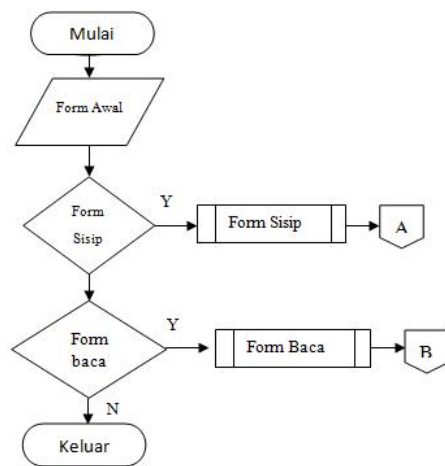 Mulai
Form Awal
Form
Sisip
Y
Form Sisip
A
Form
baca
Y
Form Baca
B
N
Keluar